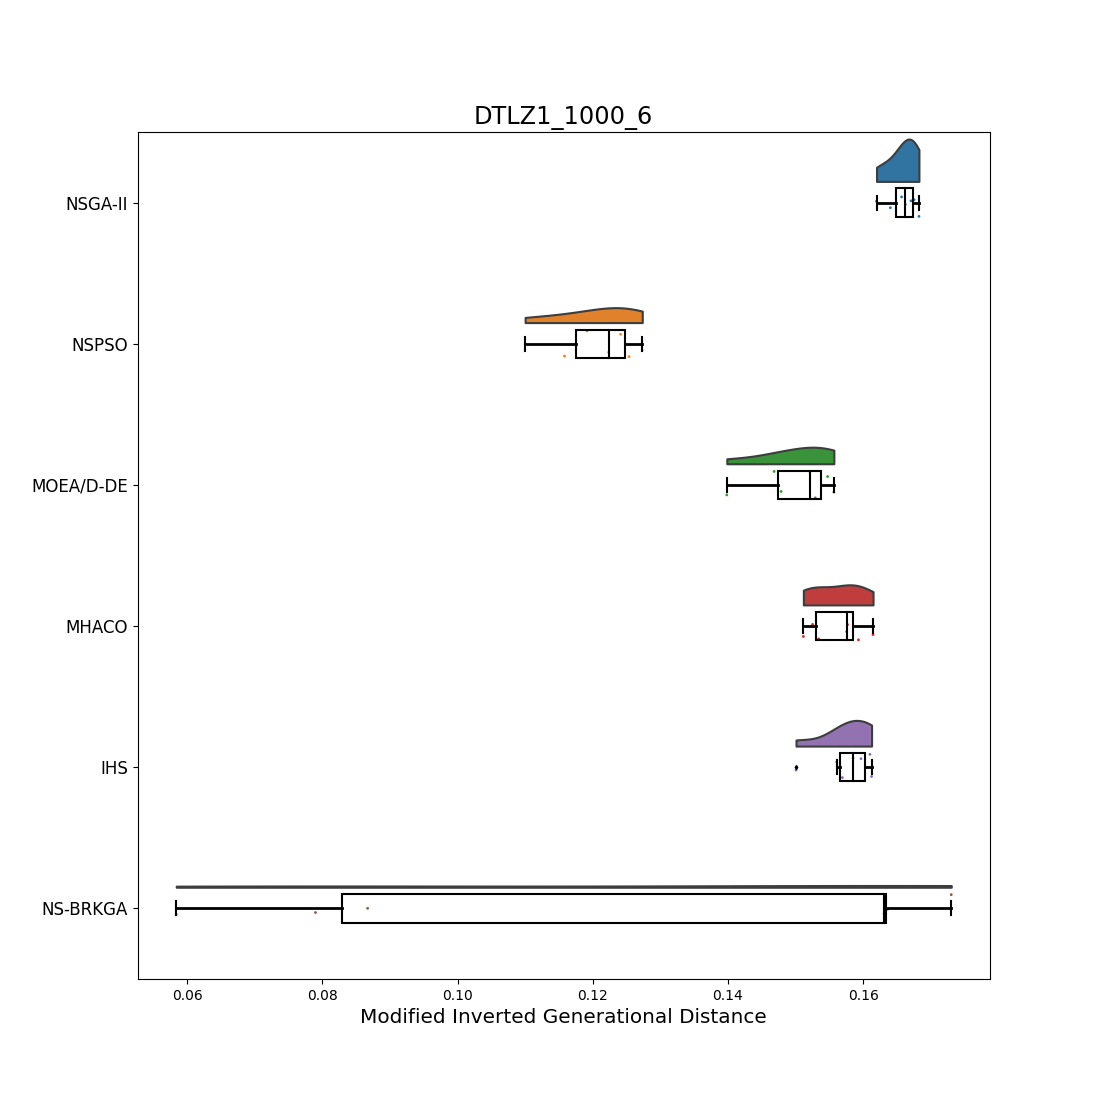 DTLZ1_1000_6
NSGA-II
NSPSO
MOEA/D-DE
MHACO
IHS
NS-BRKGA
0.06 0.08 0.10 0.12 0.14 0.16
Modified Inverted Generational Distance